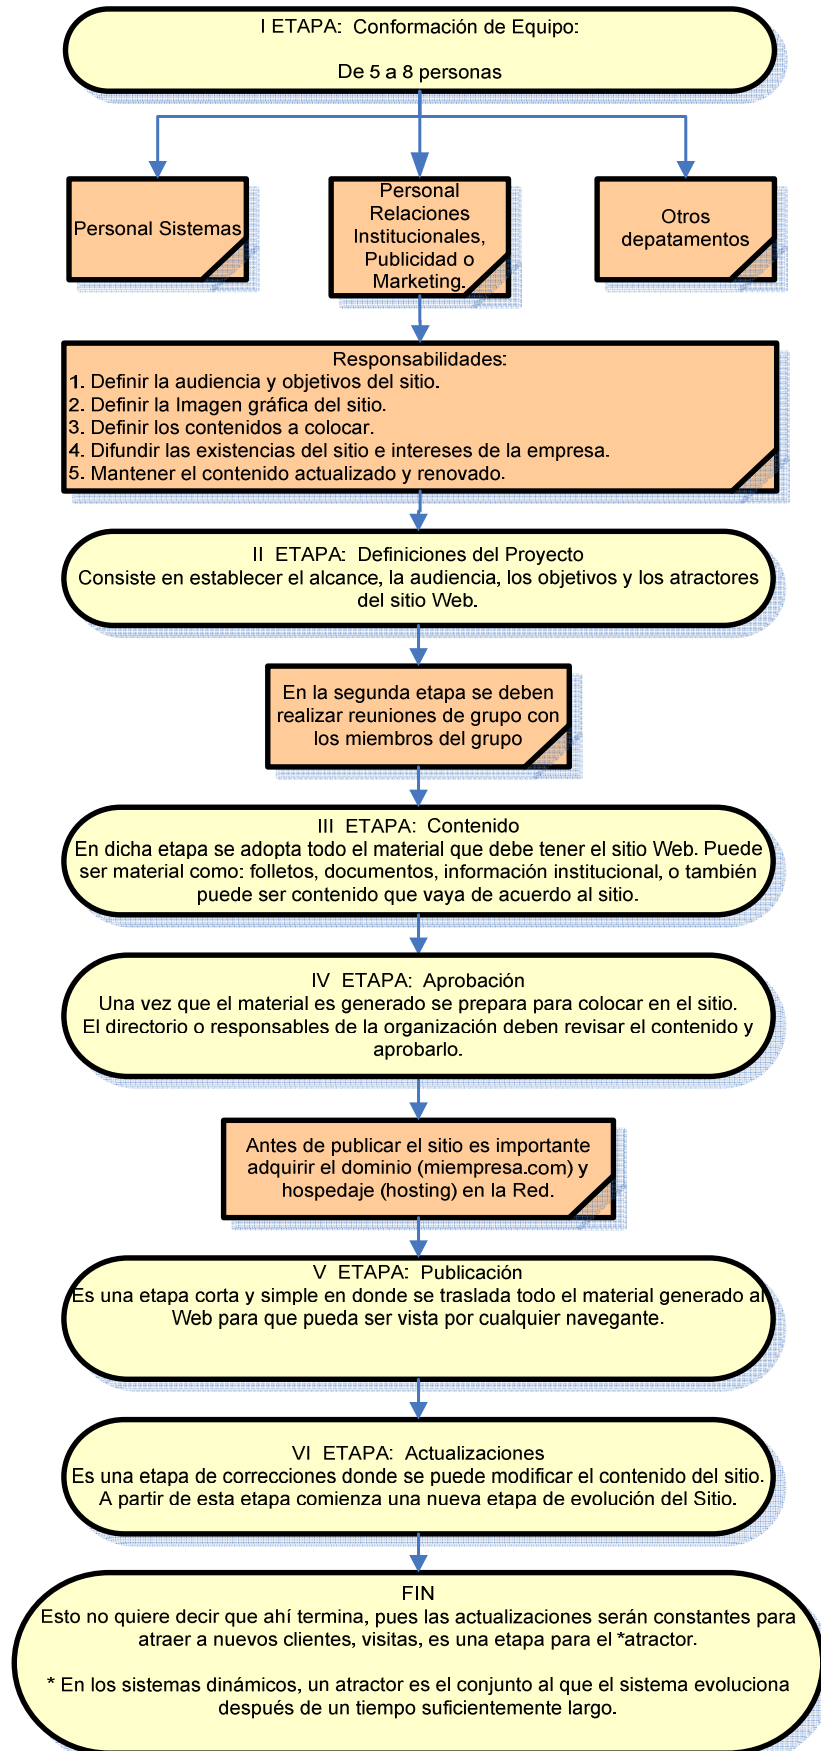 I ETAPA: Conformación de Equipo:
De 5 a 8 personas
Personal Sistemas
Personal
Relaciones
Institucionales,
Publicidad o
Marketing.
Otros
depatamentos
Responsabilidades:
1. Definir la audiencia y objetivos del sitio.
2. Definir la Imagen gráfica del sitio.
3. Definir los contenidos a colocar.
4. Difundir las existencias del sitio e intereses de la empresa.
5. Mantener el contenido actualizado y renovado.
II ETAPA: Definiciones del Proyecto
Consiste en establecer el alcance, la audiencia, los objetivos y los atractores
del sitio Web.
En la segunda etapa se deben
realizar reuniones de grupo con
los miembros del grupo
III ETAPA: Contenido
En dicha etapa se adopta todo el material que debe tener el sitio Web. Puede
ser material como: folletos, documentos, información institucional, o también
puede ser contenido que vaya de acuerdo al sitio.
IV ETAPA: Aprobación
Una vez que el material es generado se prepara para colocar en el sitio.
El directorio o responsables de la organización deben revisar el contenido y
aprobarlo.
Antes de publicar el sitio es importante
adquirir el dominio (miempresa.com) y
hospedaje (hosting) en la Red.
V ETAPA: Publicación
Es una etapa corta y simple en donde se traslada todo el material generado al
Web para que pueda ser vista por cualquier navegante.
VI ETAPA: Actualizaciones
Es una etapa de correcciones donde se puede modificar el contenido del sitio.
A partir de esta etapa comienza una nueva etapa de evolución del Sitio.
FIN
Esto no quiere decir que ahí termina, pues las actualizaciones serán constantes para
atraer a nuevos clientes, visitas, es una etapa para el *atractor.
* En los sistemas dinámicos, un atractor es el conjunto al que el sistema evoluciona
después de un tiempo suficientemente largo.